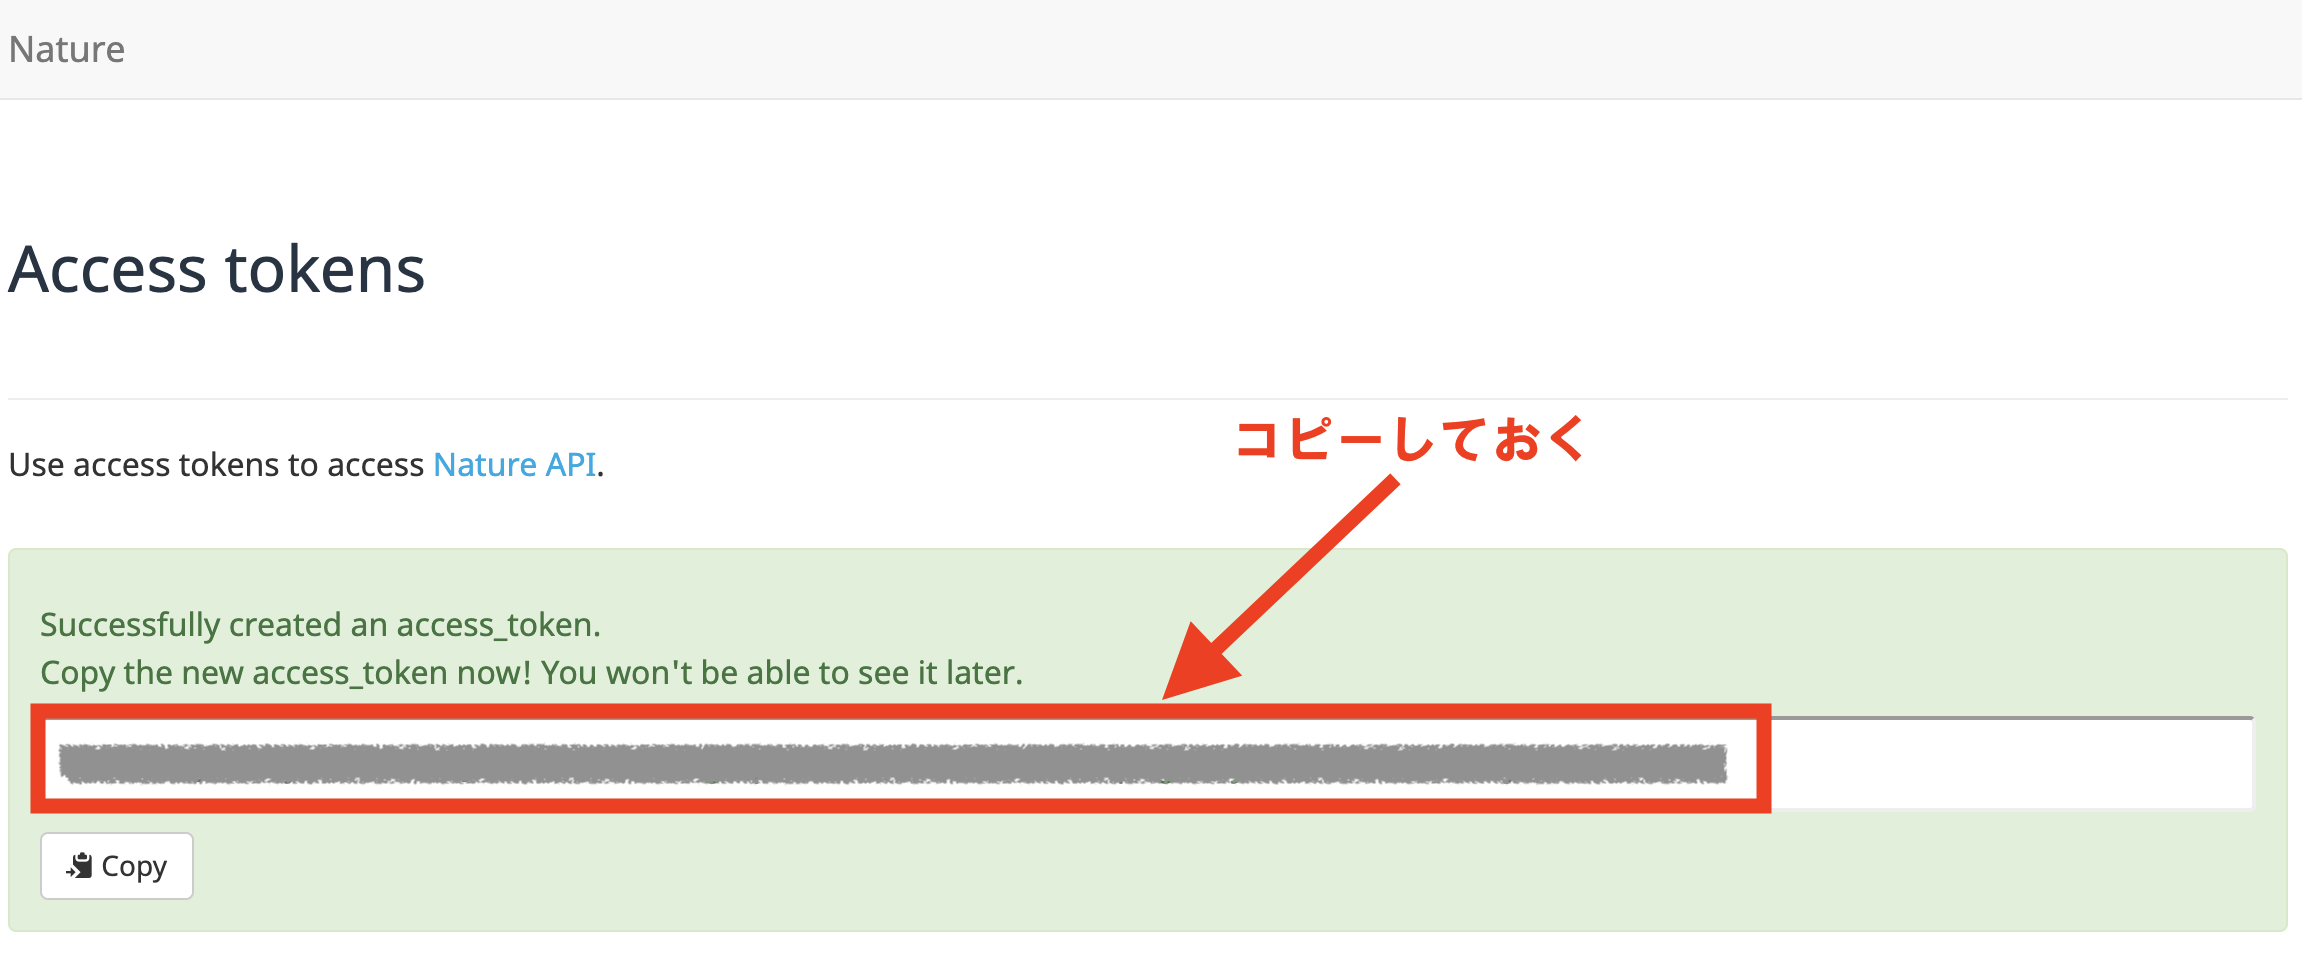 Nature
Access tokens
コピーしておく
Use access tokens to access Nature API.
Successfully created an access_token.
Copy the new access_token now! You won't be able to see it later.
Copy